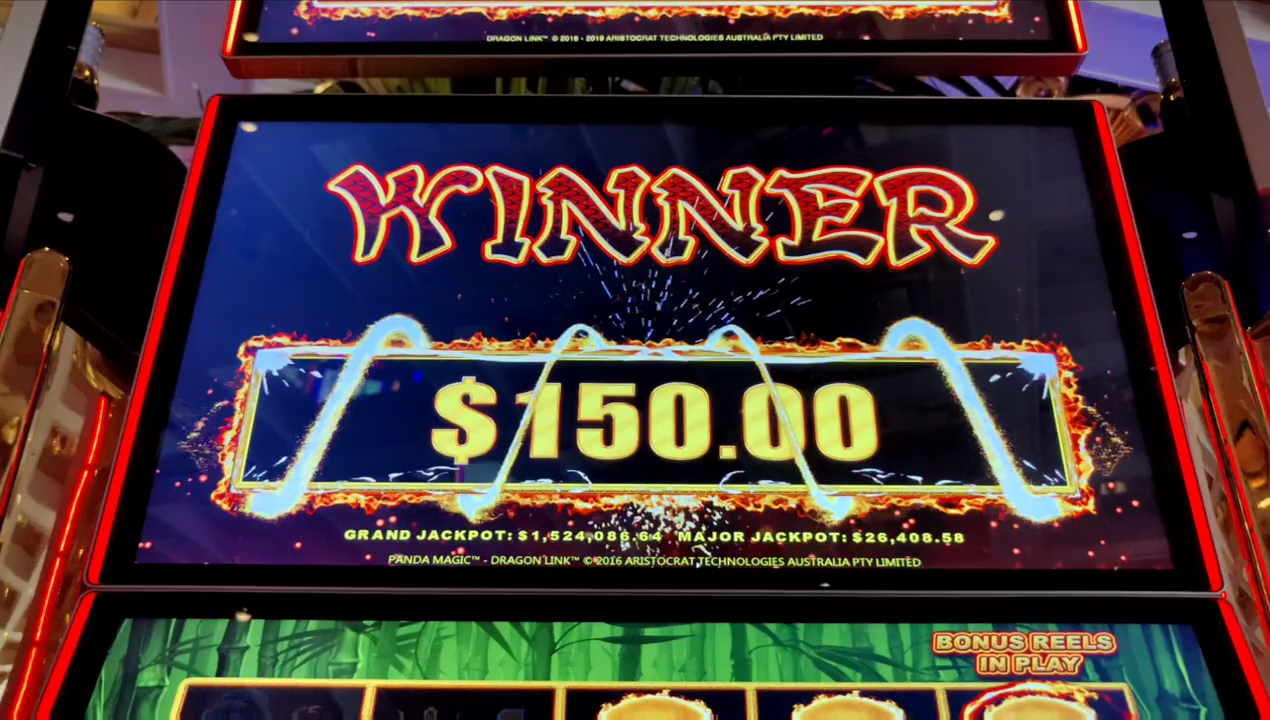 DRAGON LINK™ © 2016 - 2019 ARISTOCRAT TECHNOLOGIES AUSTRALIA PTY LIMITED
WINNER
$150.00
GRAND JACKPOT: $1,524,086.64 MAJOR JACKPOT: $26,408.58
PANDA MAGIC™ - DRAGON LINK™ © 2016 ARISTOCRAT TECHNOLOGIES AUSTRALIA PTY LIMITED
BONUS REELS
IN PLAY